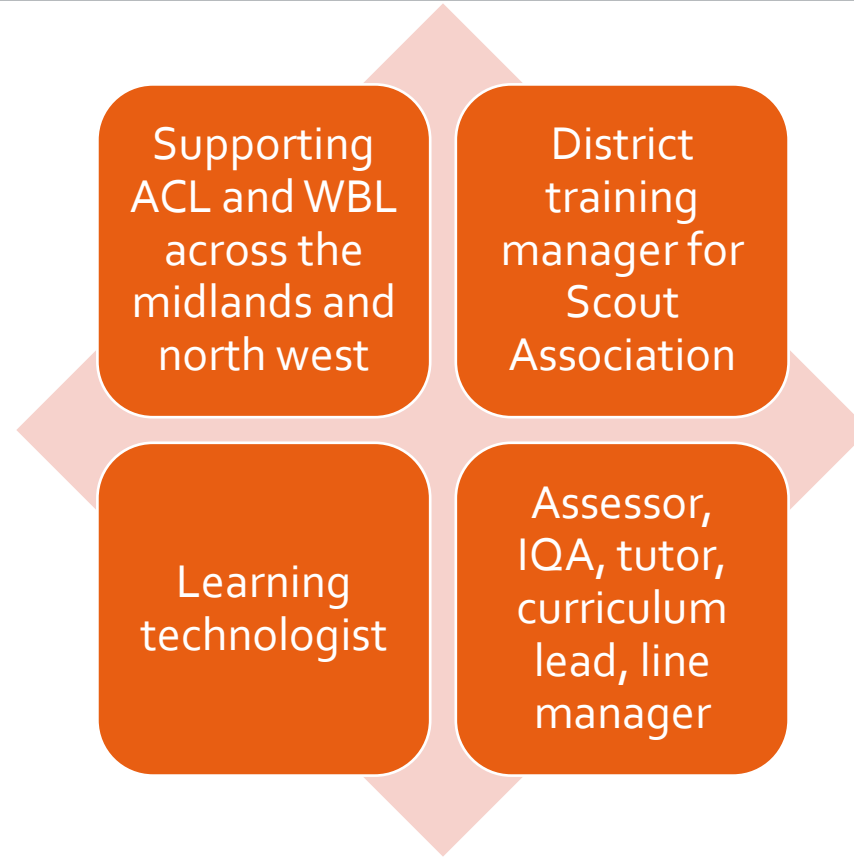 Supporting
ACL and WBL
across the
midlands and
north west
District
training
manager for
Scout
Association
Learning
technologist
Assessor,
IQA, tutor,
curriculum
lead, line
manager